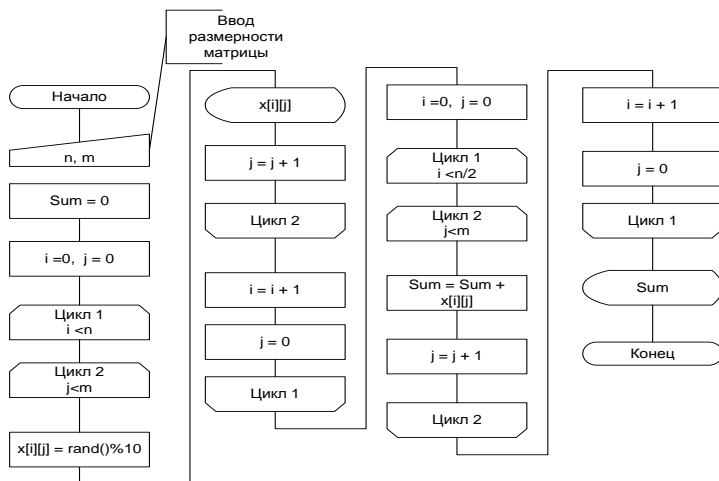 Ввод
размерности
матрицы
Начало
n, m
Sum = 0
i =0, j = 0
Цикл 1
i <n
Цикл 2
j<m
x[i][j] = rand()%10
x[i][j]
j = j + 1
Цикл 2
i = i + 1
j = 0
Цикл 1
i =0, j = 0
Цикл 1
i <n/2
Цикл 2
j<m
Sum = Sum +
x[i][j]
j = j + 1
Цикл 2
i = i + 1
j = 0
Цикл 1
Sum
Конец